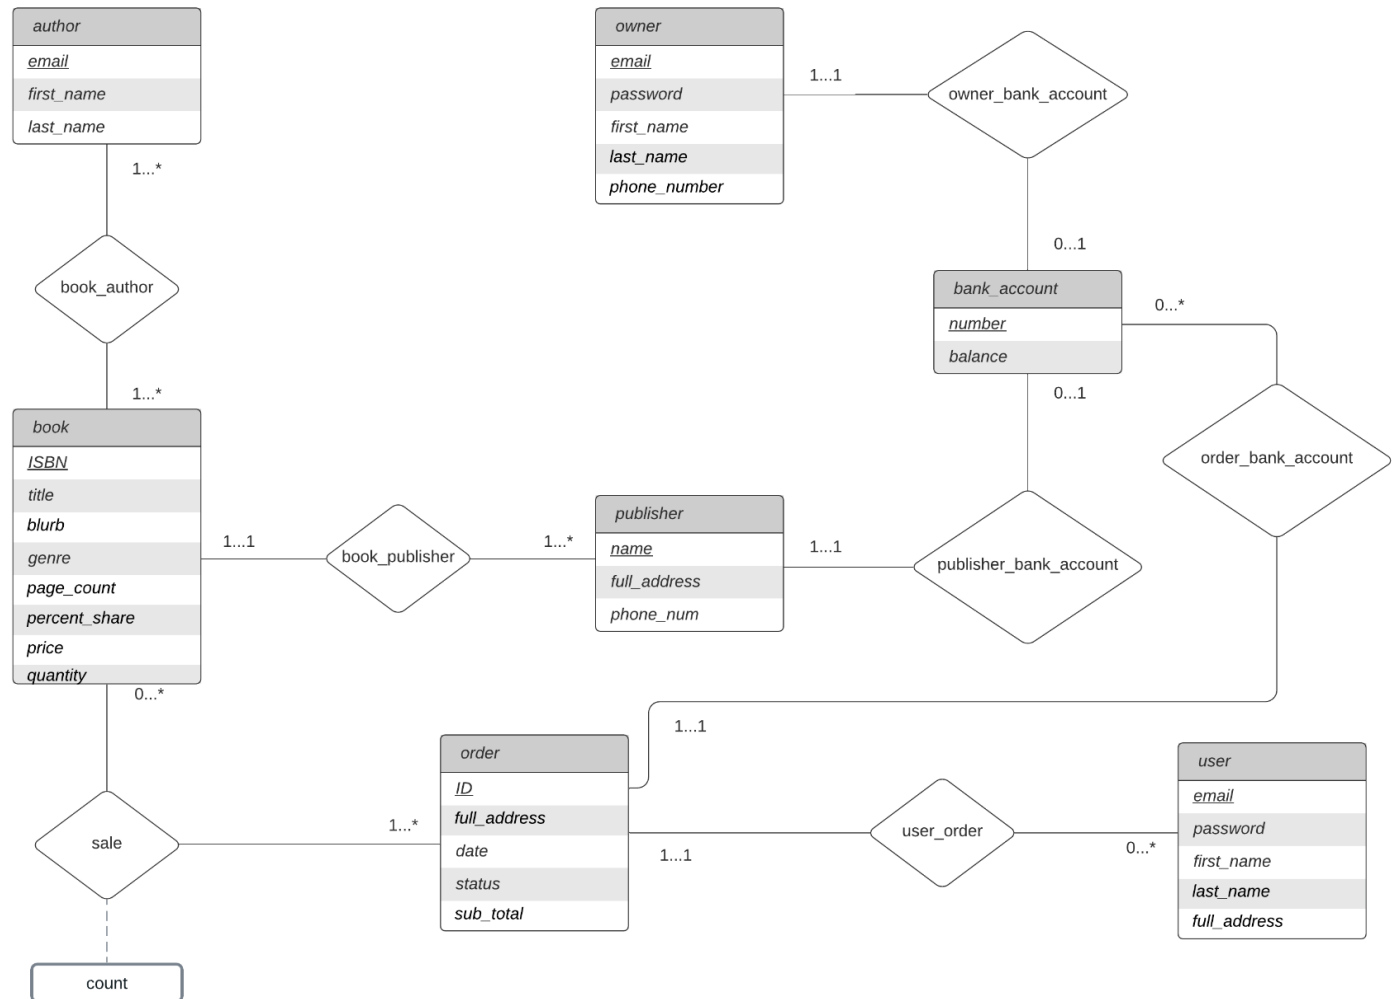 author
email
first_name
last_name
1...*
book_author
1...*
book
ISBN
title
blurb
genre
page_count
percent_share
price
quantity
0...*
sale
count
1...1
book_publisher
1...*
publisher
name
full_address
phone_num
1...1
publisher_bank_account
owner
email
password
first_name
last_name
phone_number
1...1
owner_bank_account
0...1
bank_account
number
balance
0...1
0...*
order_bank_account
1...1
1...*
order
ID
full_address
date
status
sub_total
1...1
user_order
0...*
user
email
password
first_name
last_name
full_address